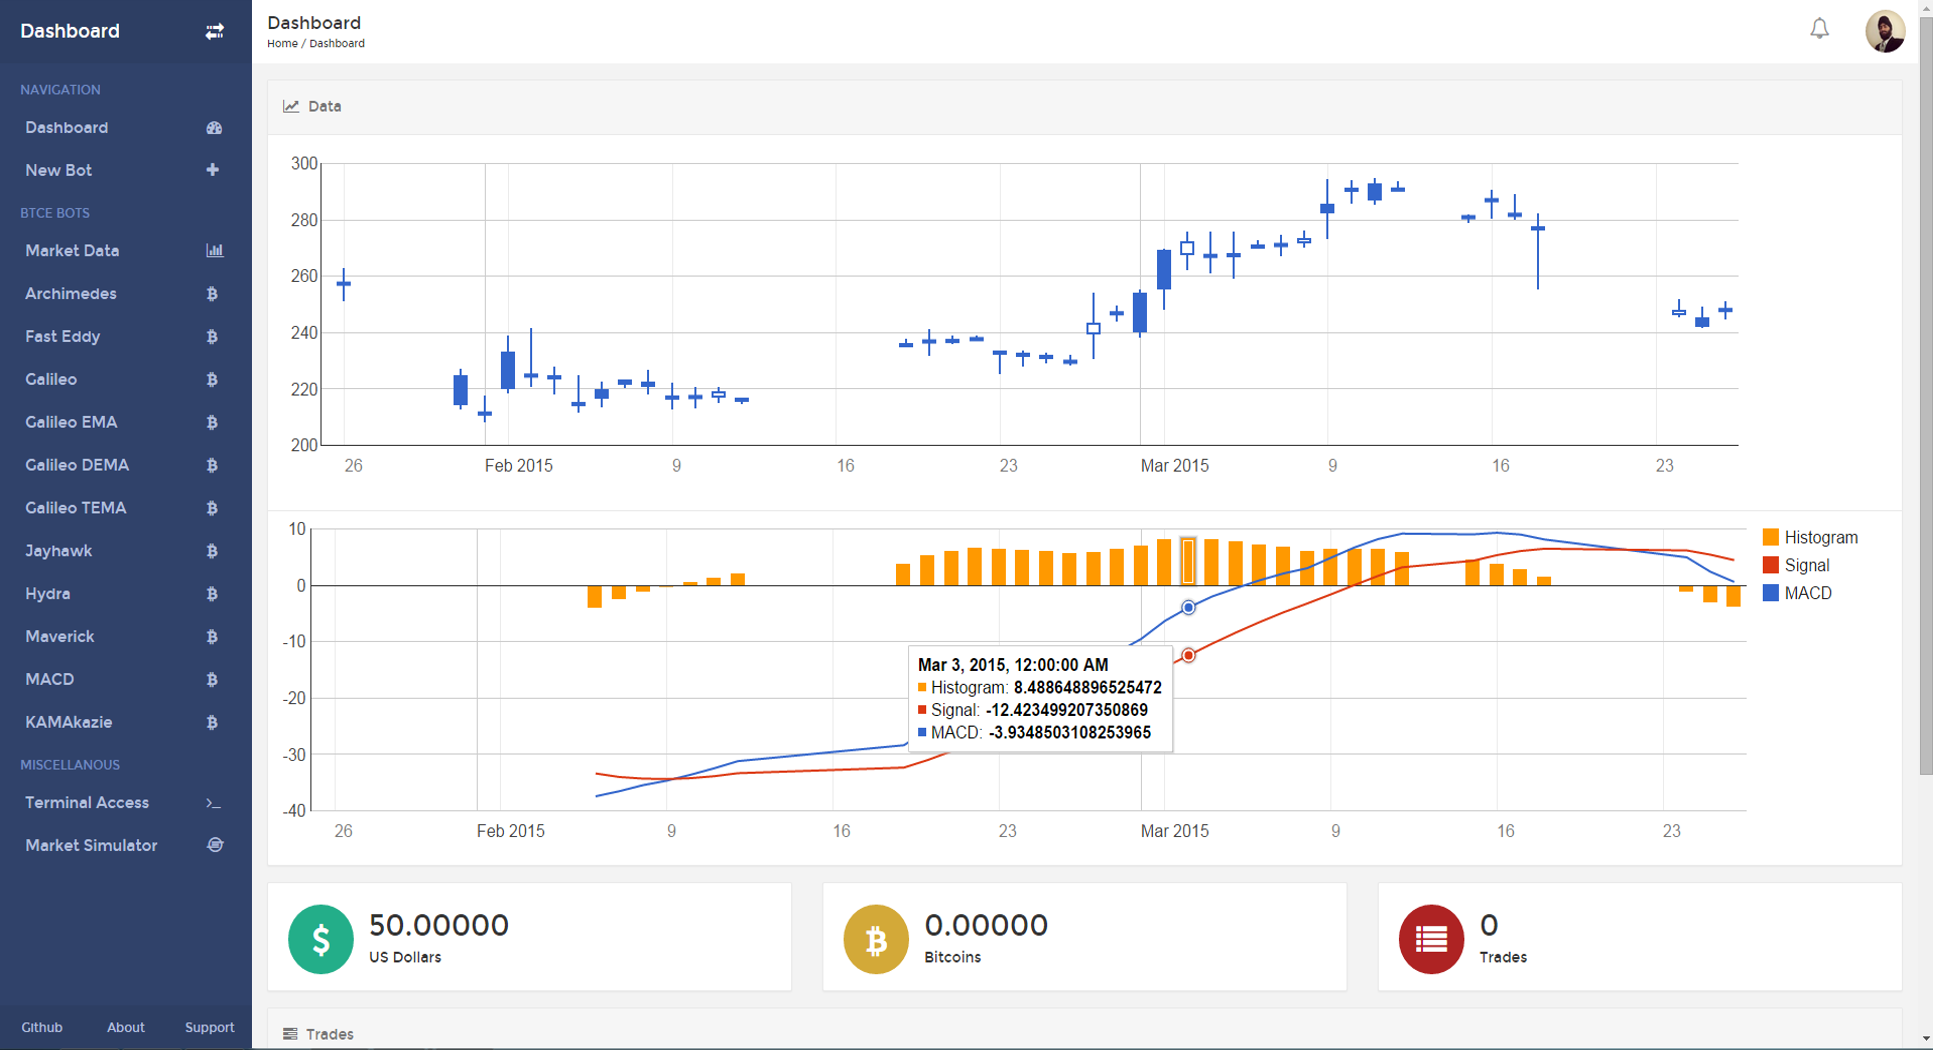 Dashboard
NAVIGATION
Dashboard
New Bot
BTCE BOTS
Market Data
Archimedes
Fast Eddy
Galileo
Galileo EMA
Galileo DEMA
Galileo TEMA
Jayhawk
Hydra
Maverick
MACD
KAMAkazie
MISCELLANOUS
Terminal Access
Market Simulator
Github About Support
Dashboard
Home / Dashboard
Data
300
280
260
240
220
200
26 Feb 2015 9 16 23 Mar 2015 9 16 23
10
0
-10
-20
-30
-40
26 Feb 2015 9 16 23 Mar 2015 9 16 23
Histogram
Signal
MACD
Mar 3, 2015, 12:00:00 AM
Histogram: 8.488648896525472
Signal: -12.423499207350869
MACD: -3.9348503108253965
50.00000
US Dollars
0.00000
Bitcoins
0
Trades
Trades